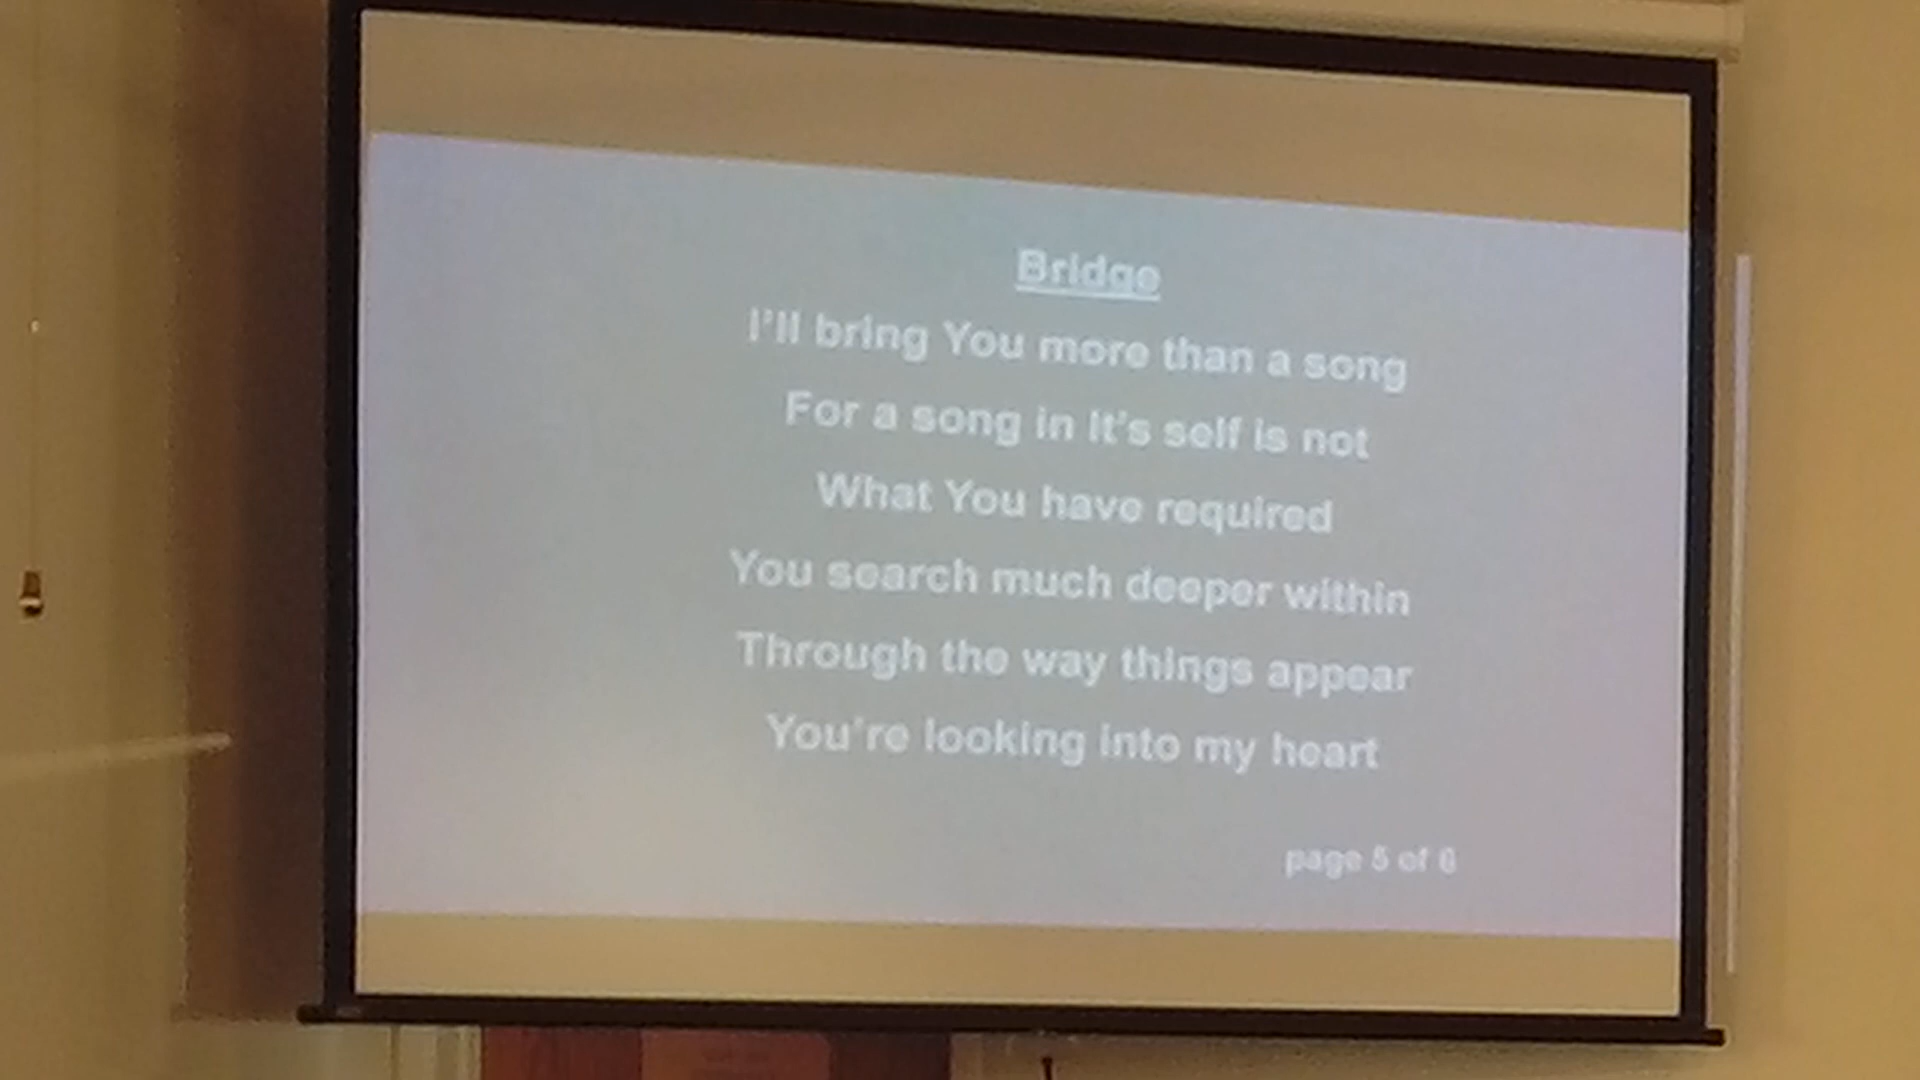 Bridge
I'll bring You more than a song
For a song in It's self is not
What You have required
You search much deeper within
Through the way things appear
You're looking into my heart
page 5 of 6